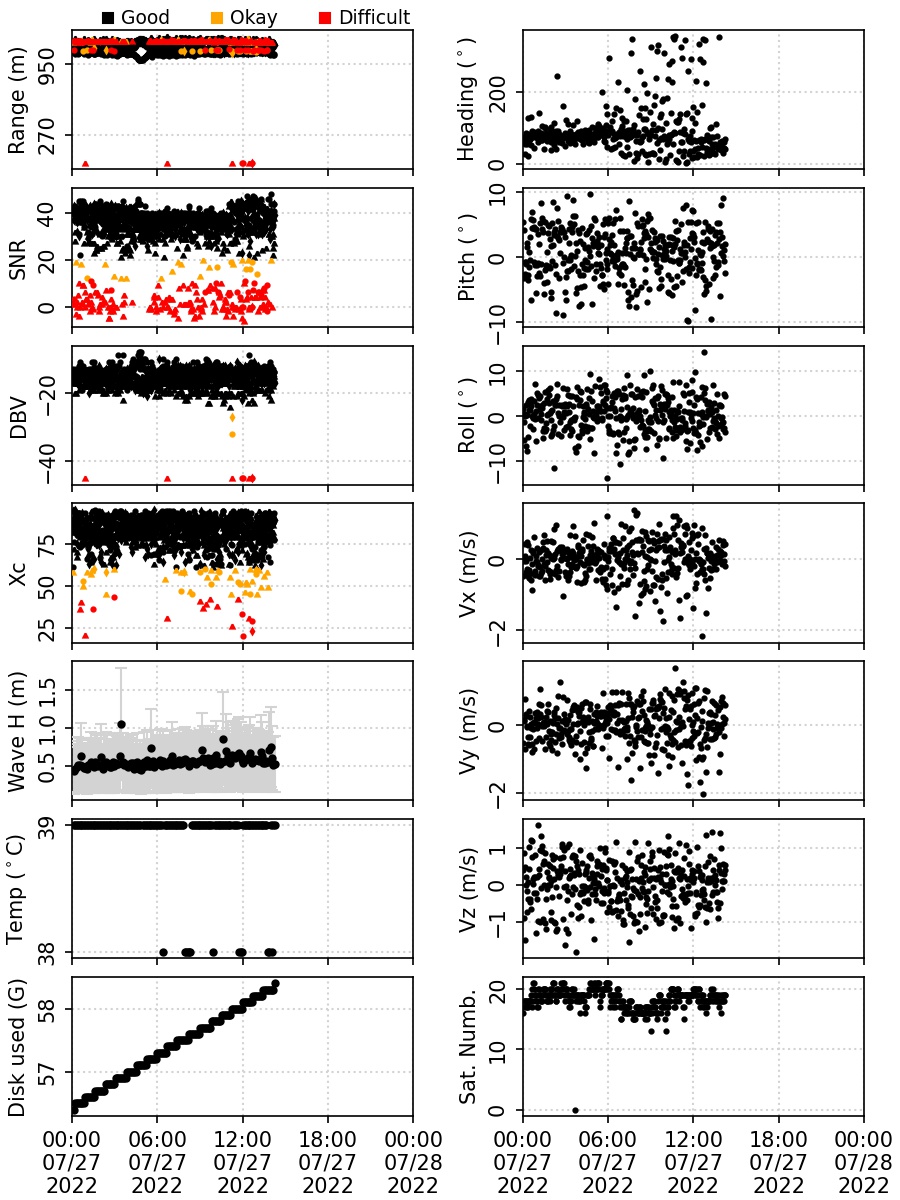 Good Okay Difficult
Range (m)
950
270
Heading (°)
200
0
SNR
40
20
0
Pitch (°)
10
0
−10
DBV
−20
−40
Roll (°)
10
0
−10
Xc
75
50
25
Vx (m/s)
0
−2
Wave H (m)
1.5
1.0
0.5
Vy (m/s)
0
−2
Temp (°C)
39
38
Vz (m/s)
1
0
−1
Disk used (G)
58
57
Sat. Numb.
20
10
0
00:00 06:00 12:00 18:00 00:00
07/27 07/27 07/27 07/27 07/28
2022 2022 2022 2022 2022
00:00 06:00 12:00 18:00 00:00
07/27 07/27 07/27 07/27 07/28
2022 2022 2022 2022 2022